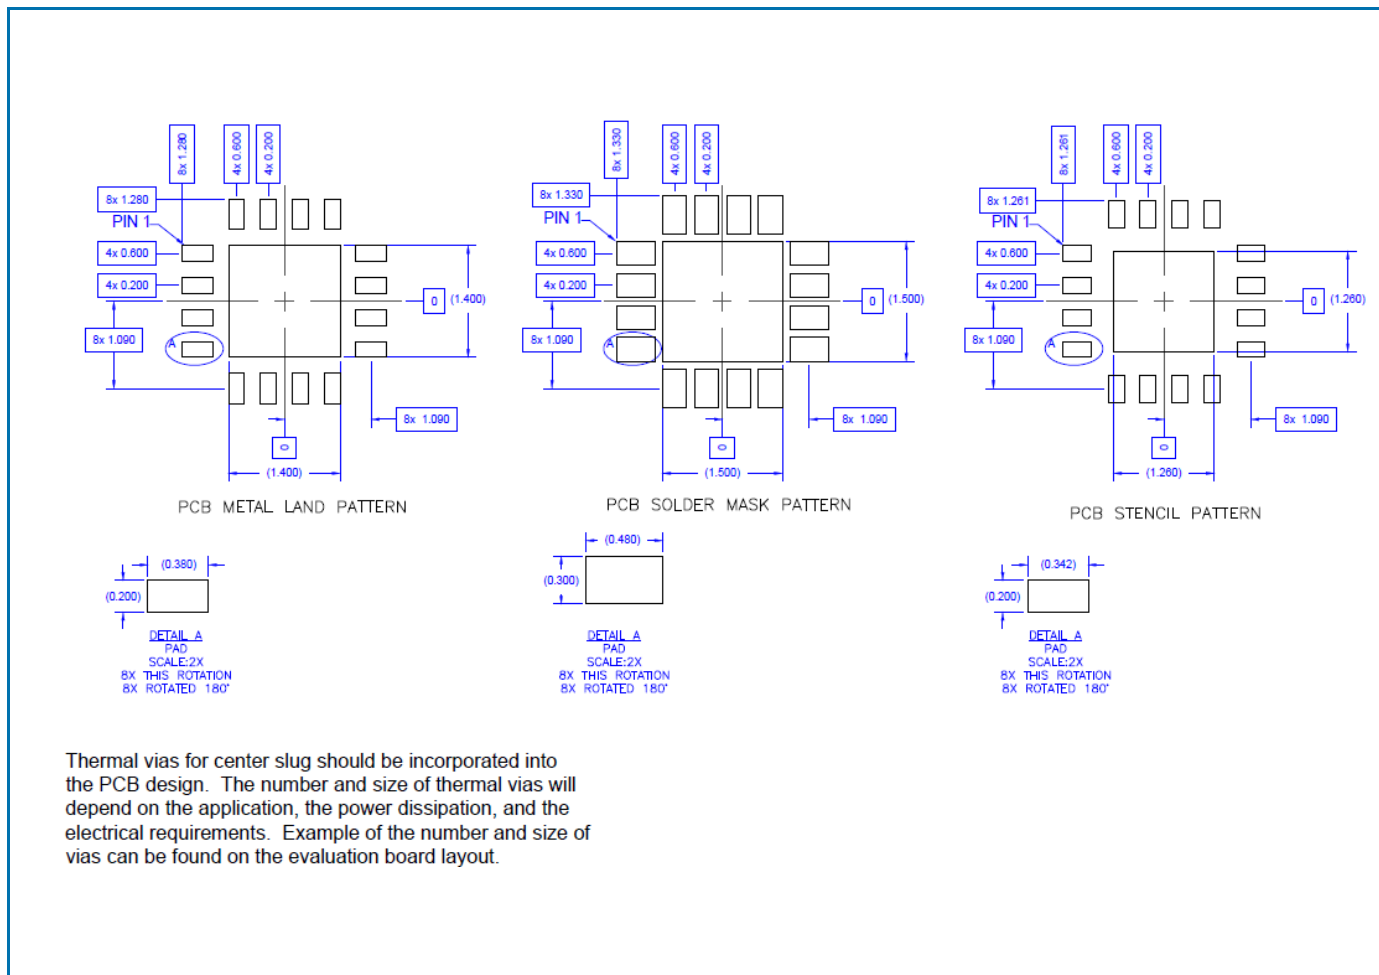 8x 1.280
4x 0.600
4x 0.200
8x 1.280
PIN 1
4x 0.600
4x 0.200
8x 1.090
A
0
(1.400)
8x 1.090
0
(1.400)
PCB METAL LAND PATTERN
(0.380)
(0.200)
DETAIL A
PAD
SCALE:2X
8X THIS ROTATION
8X ROTATED 180°
8x 1.330
4x 0.600
4x 0.200
8x 1.330
PIN 1
4x 0.600
4x 0.200
8x 1.090
A
0
(1.500)
8x 1.090
0
(1.500)
PCB SOLDER MASK PATTERN
(0.480)
(0.300)
DETAIL A
PAD
SCALE:2X
8X THIS ROTATION
8X ROTATED 180°
8x 1.261
4x 0.600
4x 0.200
8x 1.261
PIN 1
4x 0.600
4x 0.200
8x 1.090
A
0
(1.260)
8x 1.090
0
(1.260)
PCB STENCIL PATTERN
(0.342)
(0.200)
DETAIL A
PAD
SCALE:2X
8X THIS ROTATION
8X ROTATED 180°
Thermal vias for center slug should be incorporated into
the PCB design.  The number and size of thermal vias will
depend on the application, the power dissipation, and the
electrical requirements.  Example of the number and size of
vias can be found on the evaluation board layout.